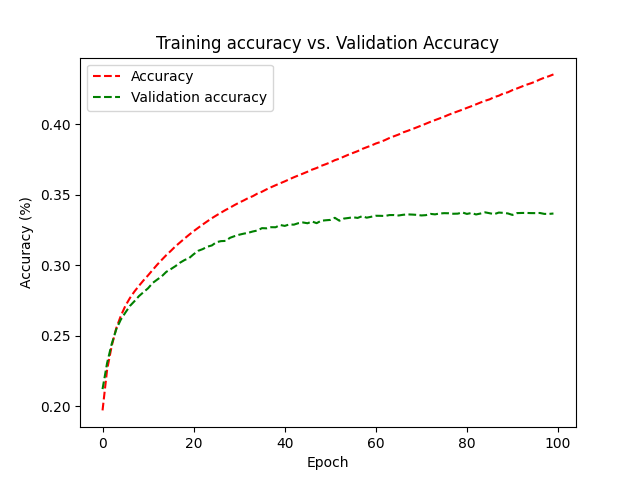 Training accuracy vs. Validation Accuracy
Accuracy
Validation accuracy
0.40
0.35
0.30
0.25
0.20
Accuracy (%)
0 20 40 60 80 100
Epoch